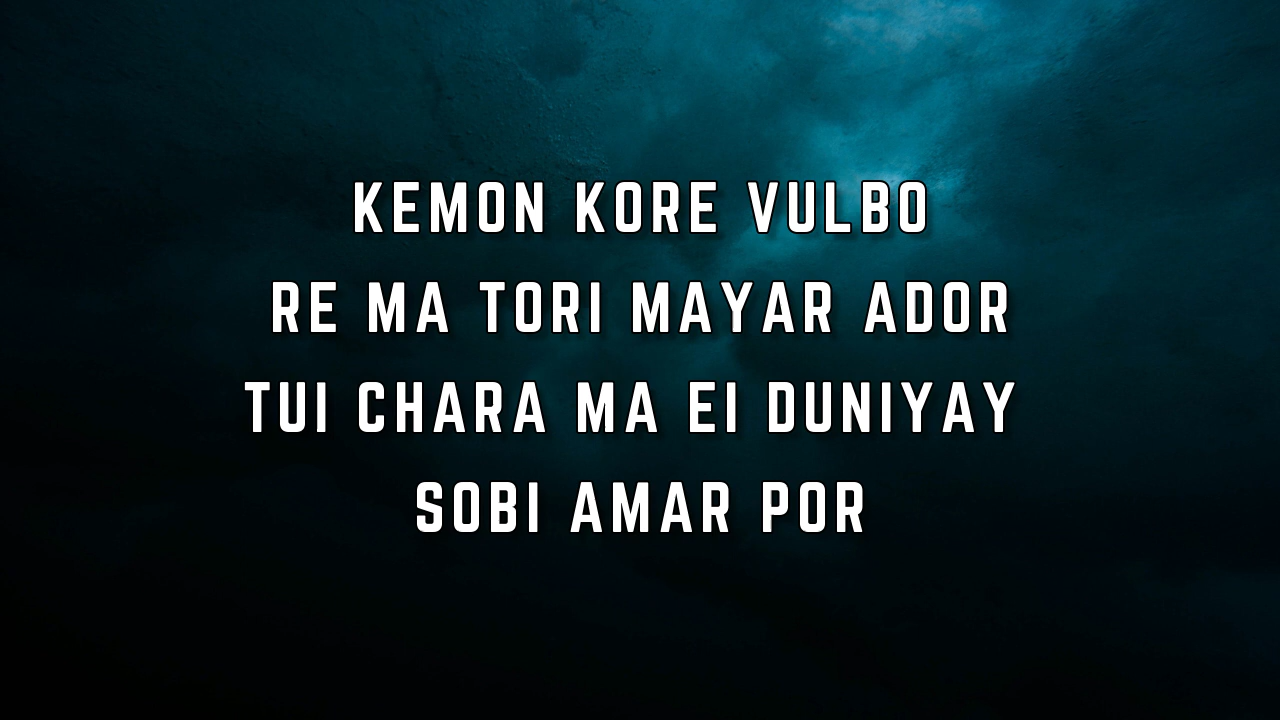 KEMON KORE VULBO
RE MA TORI MAYAR ADOR
TUI CHARA MA EI DUNIYAY
SOBI AMAR POR